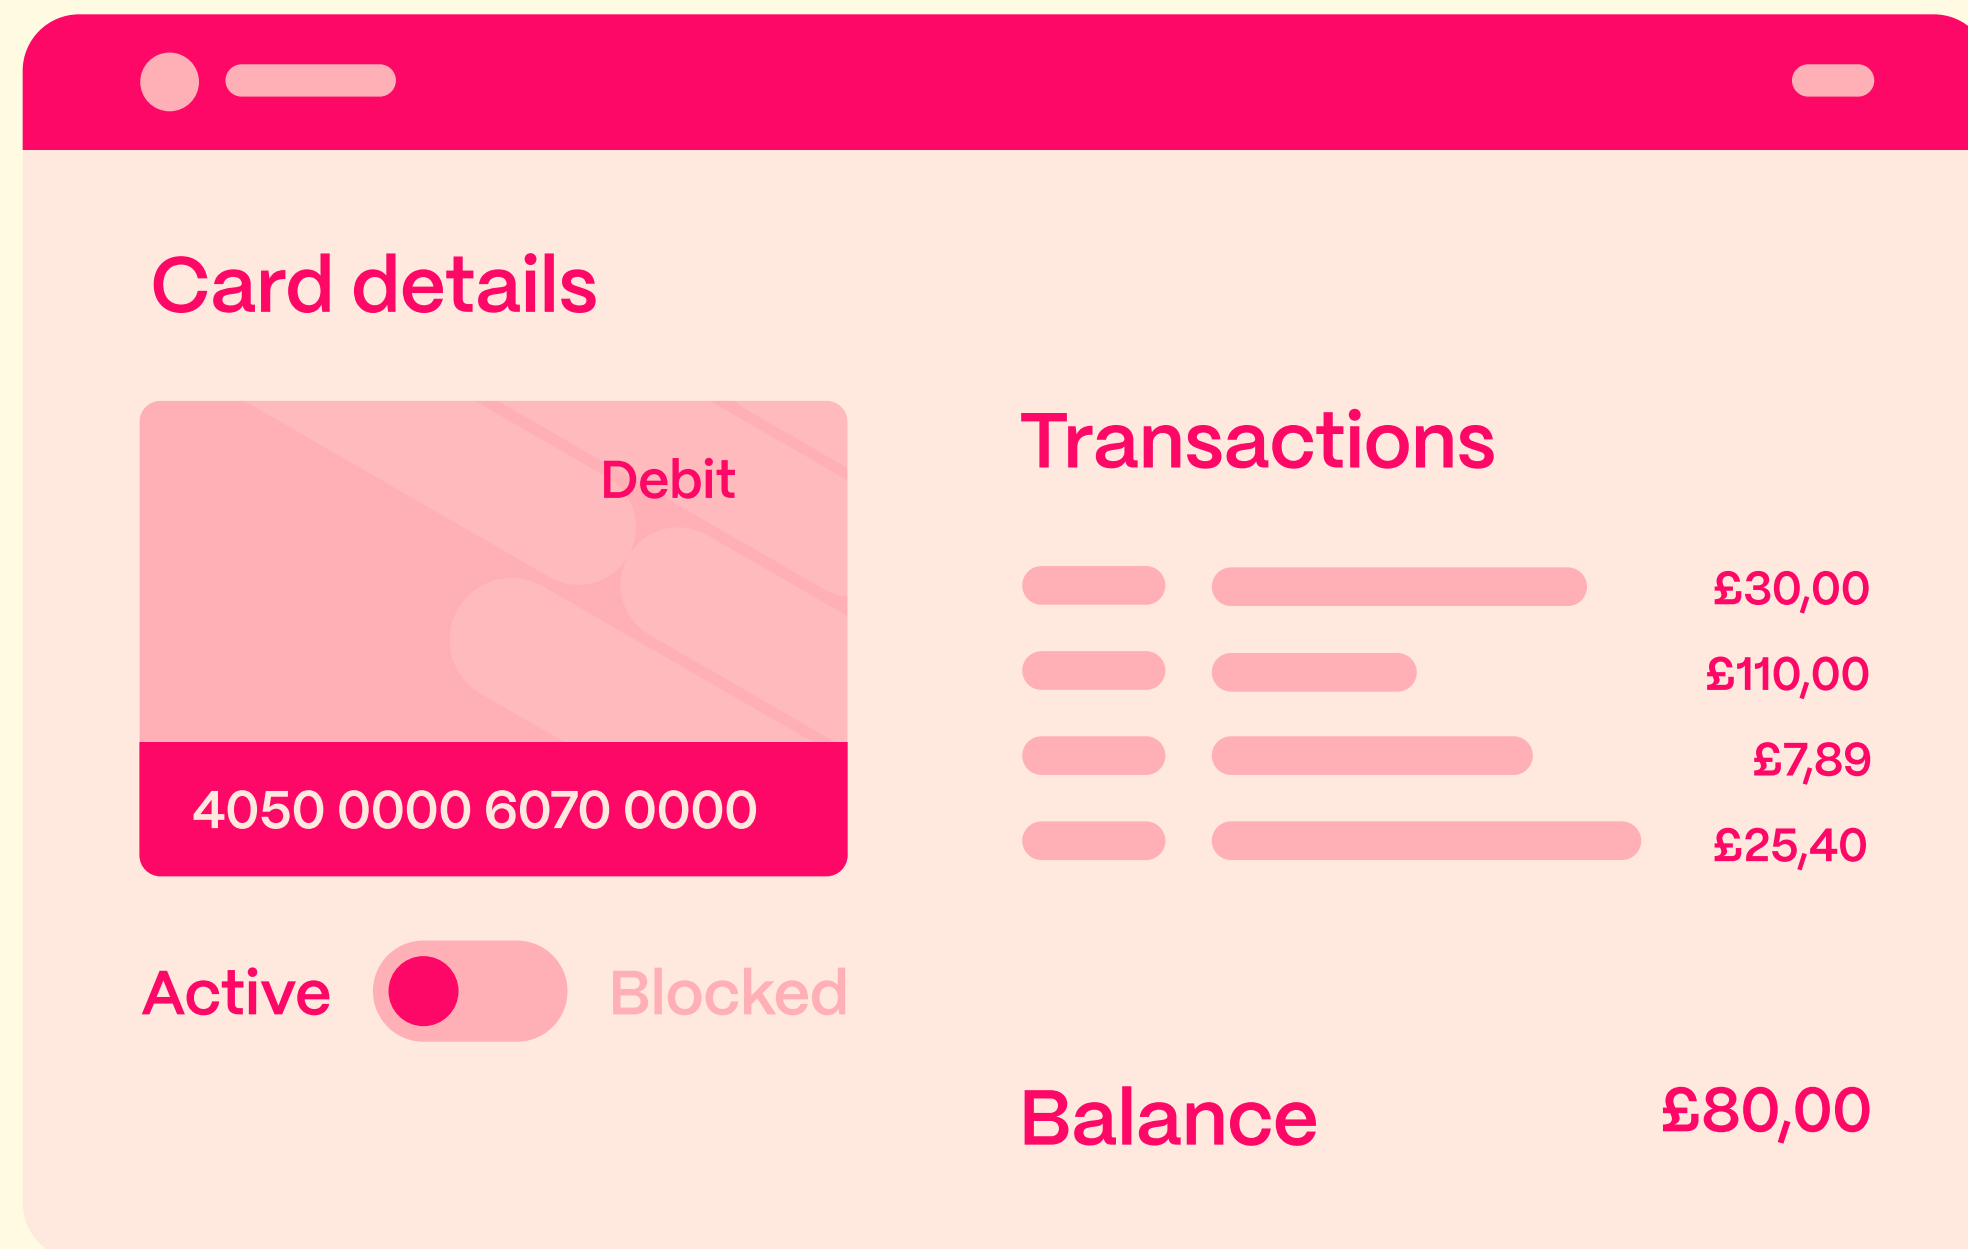 Card details
Debit
4050 0000 6070 0000
Active
Blocked
Transactions
£30,00
£110,00
£7,89
£25,40
Balance
£80,00